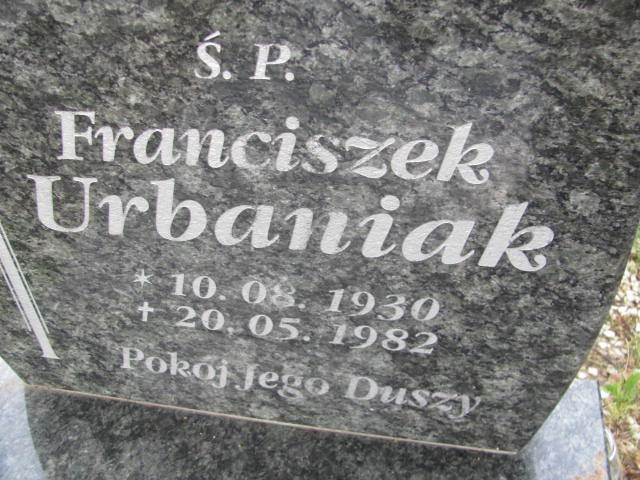 Ś. P.
Franciszek
Urbaniak
* 10. 08. 1930
✝ 20. 05. 1982
Pokój Jego Duszy